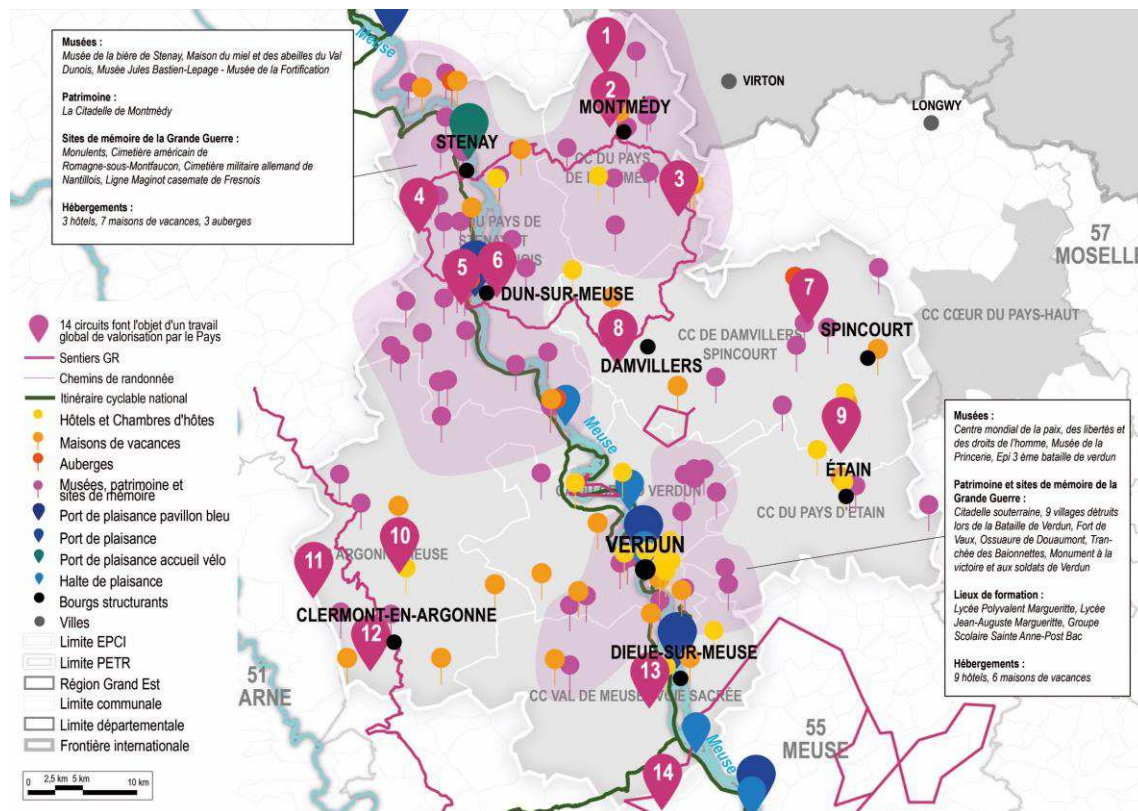 Musées :
Musée de la bière de Stenay, Maison du miel et des abeilles du Val
Dunois, Musée Jules Bastien-Lepage - Musée de la Fortification
Patrimoine :
La Citadelle de Montmédy
Sites de mémoire de la Grande Guerre :
Monulents, Cimetière américain de
Romagne-sous-Montfaucon, Cimetière militaire allemand de
Nantillois, Ligne Maginot casemate de Fresnois
Hébergements :
3 hôtels, 7 maisons de vacances, 3 auberges
Meuse
1
2
MONTMÉDY
VIRTON
LONGWY
STENAY
CC DU PAYS
3
4
57
MOSELLE
5
6
DUN-SUR-MEUSE
7
SPINCOURT
CC CŒUR DU PAYS-HAUT
8
DAMVILLERS
CC DE DAMVILLERS
SPINCOURT
14 circuits font l'objet d'un travail
global de valorisation par le Pays
Sentiers GR
Chemins de randonnée
Itinéraire cyclable national
Hôtels et Chambres d'hôtes
Maisons de vacances
Auberges
Musées, patrimoine et
sites de mémoire
Port de plaisance pavillon bleu
Port de plaisance
Port de plaisance accueil vélo
Halte de plaisance
Bourgs structurants
Villes
Limite EPCI
Limite PETR
Région Grand Est
Limite communale
Limite départementale
Frontière internationale
0 2,5 km 5 km 10 km
Meuse
9
ÉTAIN
CC DU PAYS D'ÉTAIN
VERDUN
VERDUN
10
11
CLERMONT-EN-ARGONNE
12
51
ARNE
DIEUE-SUR-MEUSE
13
CC VAL DE MEUSE VOIE SACRÉE
Meuse
14
55
MEUSE
Musées :
Centre mondial de la paix, des libertés et
des droits de l'homme, Musée de la
Princerie, Epi 3 ème bataille de verdun
Patrimoine et sites de mémoire de la
Grande Guerre :
Citadelle souterraine, 9 villages détruits
lors de la Bataille de Verdun, Fort de
Vaux, Ossuaure de Douaumont, Tran-
chée des Baionnettes, Monument à la
victoire et aux soldats de Verdun
Lieux de formation :
Lycée Polyvalent Margueritte, Lycée
Jean-Auguste Margueritte, Groupe
Scolaire Sainte Anne-Post Bac
Hébergements :
9 hôtels, 6 maisons de vacances